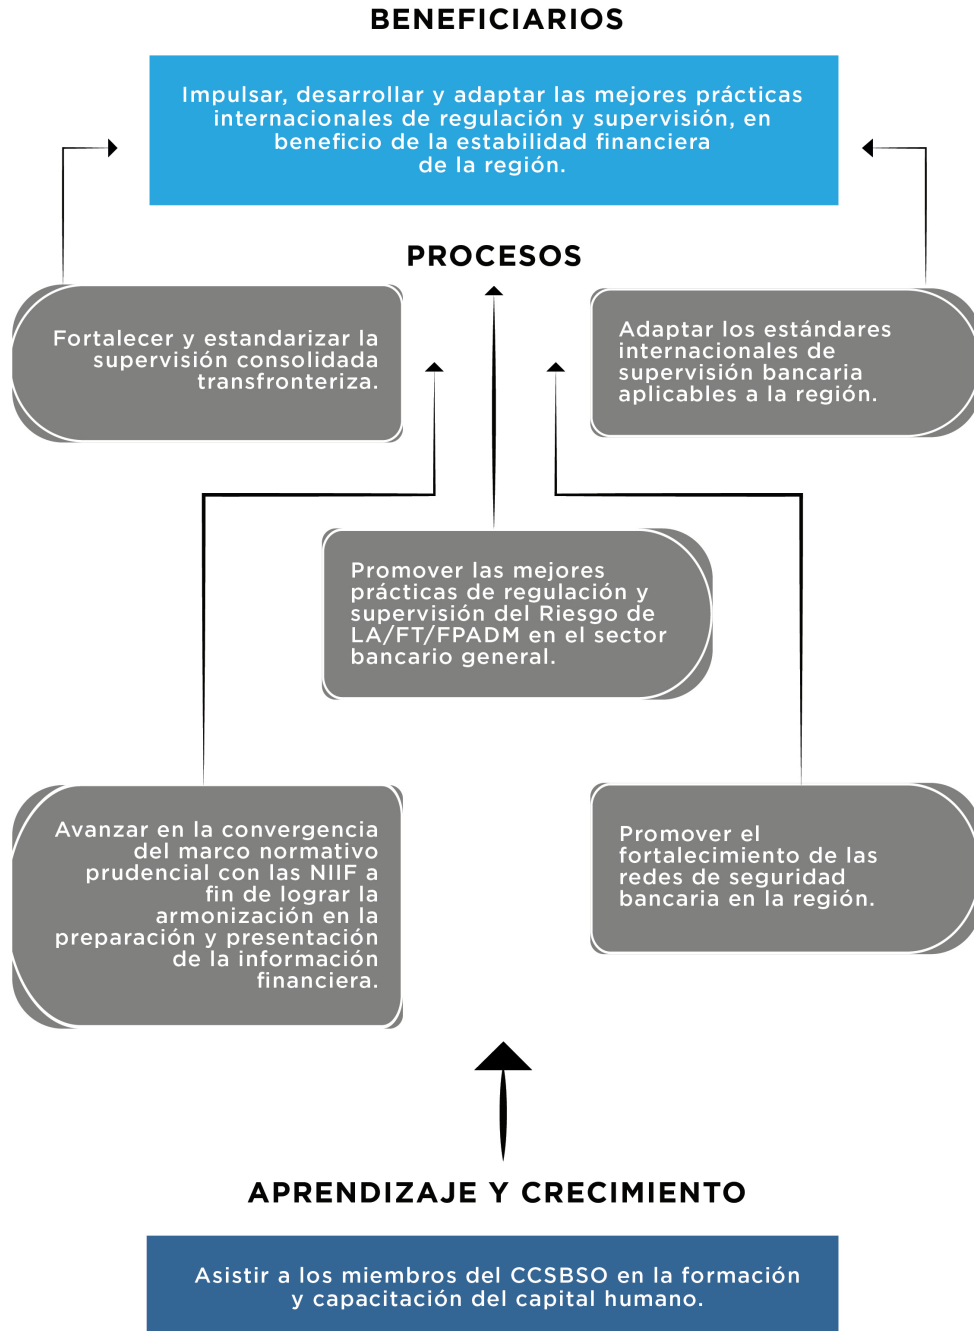 BENEFICIARIOS
Impulsar, desarrollar y adaptar las mejores prácticas
internacionales de regulación y supervisión, en
beneficio de la estabilidad financiera
de la región.
PROCESOS
Fortalecer y estandarizar la
supervisión consolidada
transfronteriza.
Adaptar los estándares
internacionales de
supervisión bancaria
aplicables a la región.
Promover las mejores
prácticas de regulación y
supervisión del Riesgo de
LA/FT/FPADM en el sector
bancario general.
Avanzar en la convergencia
del marco normativo
prudencial con las NIIF a
fin de lograr la
armonización en la
preparación y presentación
de la información
financiera.
Promover el
fortalecimiento de las
redes de seguridad
bancaria en la región.
APRENDIZAJE Y CRECIMIENTO
Asistir a los miembros del CCSBSO en la formación
y capacitación del capital humano.